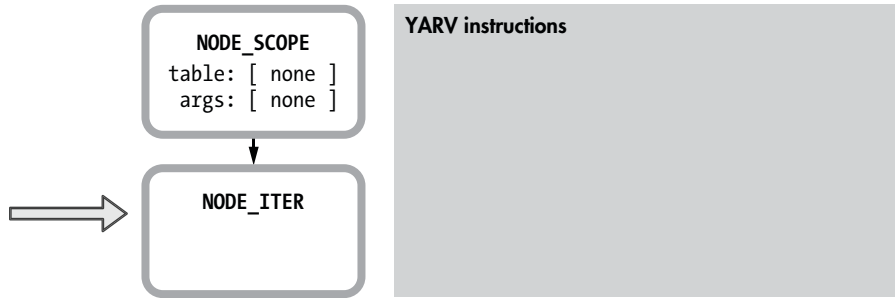 NODE_SCOPE
table: [ none ]
args: [ none ]
NODE_ITER
YARV instructions